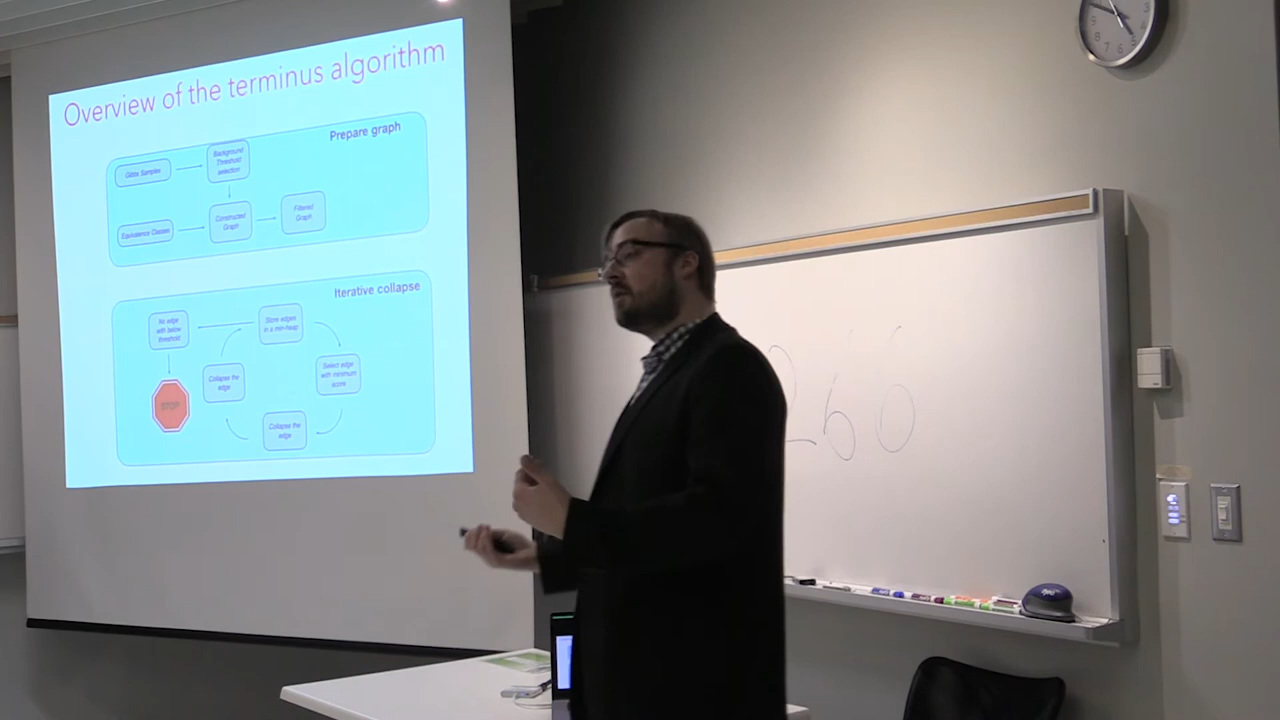 Overview of the terminus algorithm
Prepare graph
Gibbs Samples
Background
Threshold
selection
Equivalence Classes
Constructed
Graph
Filtered
Graph
Iterative collapse
No edge
with below
threshold
Store edges
in a min-heap
Select edge
with minimum
score
Collapse the
edge
Collapse the
edge
STOP
260